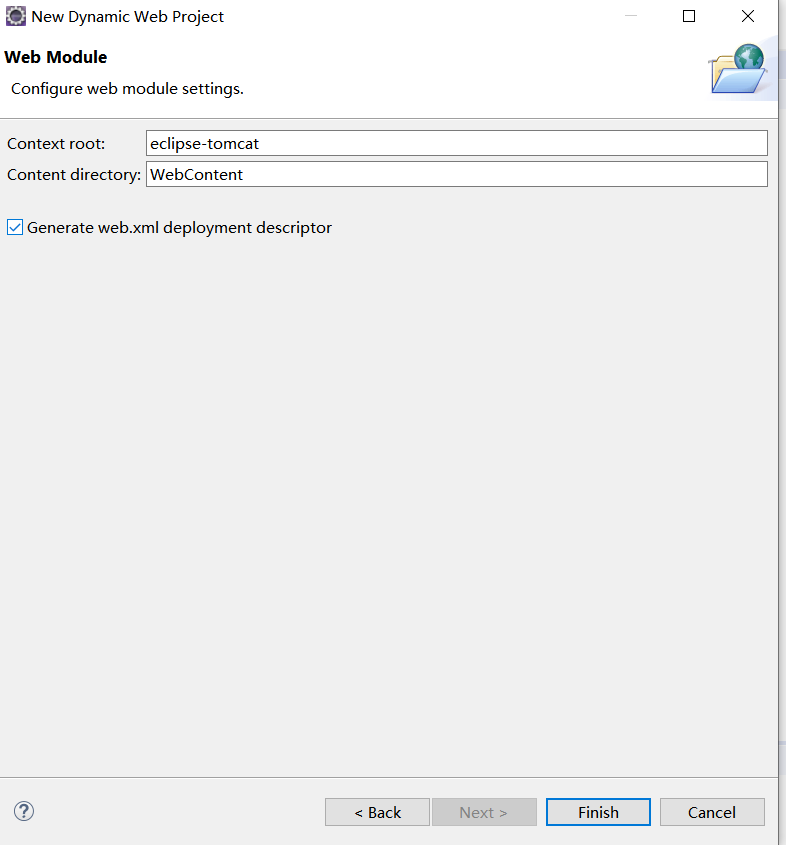 New Dynamic Web Project
Web Module
Configure web module settings.
Context root: eclipse-tomcat
Content directory: WebContent
Generate web.xml deployment descriptor
< Back Next > Finish Cancel